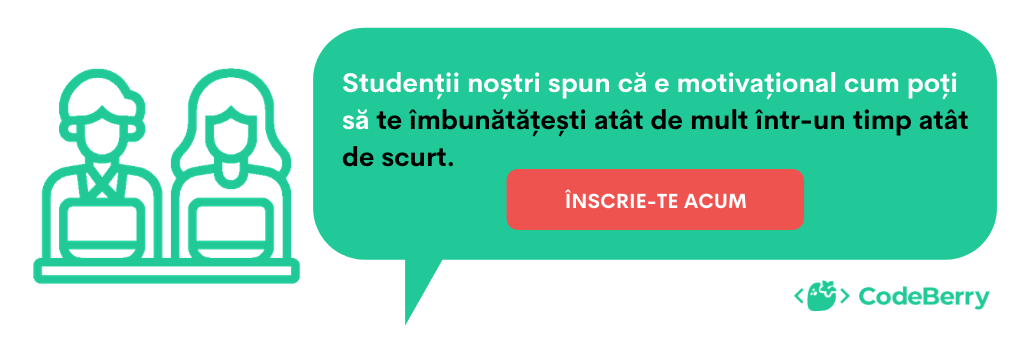 Studenții noștri spun că e motivațional cum poți
să te îmbunătățești atât de mult într-un timp atât
de scurt.
ÎNSCRIE-TE ACUM
CodeBerry